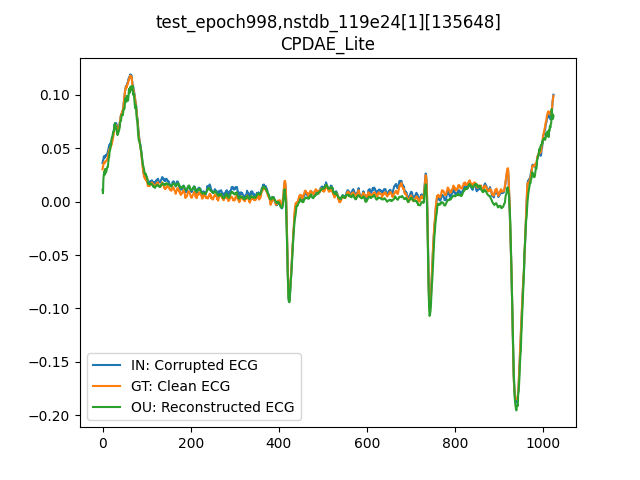 test_epoch998,nstdb_119e24[1][135648]
CPDAE_Lite
0.10
0.05
0.00
−0.05
−0.10
−0.15
−0.20
IN: Corrupted ECG
GT: Clean ECG
OU: Reconstructed ECG
0 200 400 600 800 1000